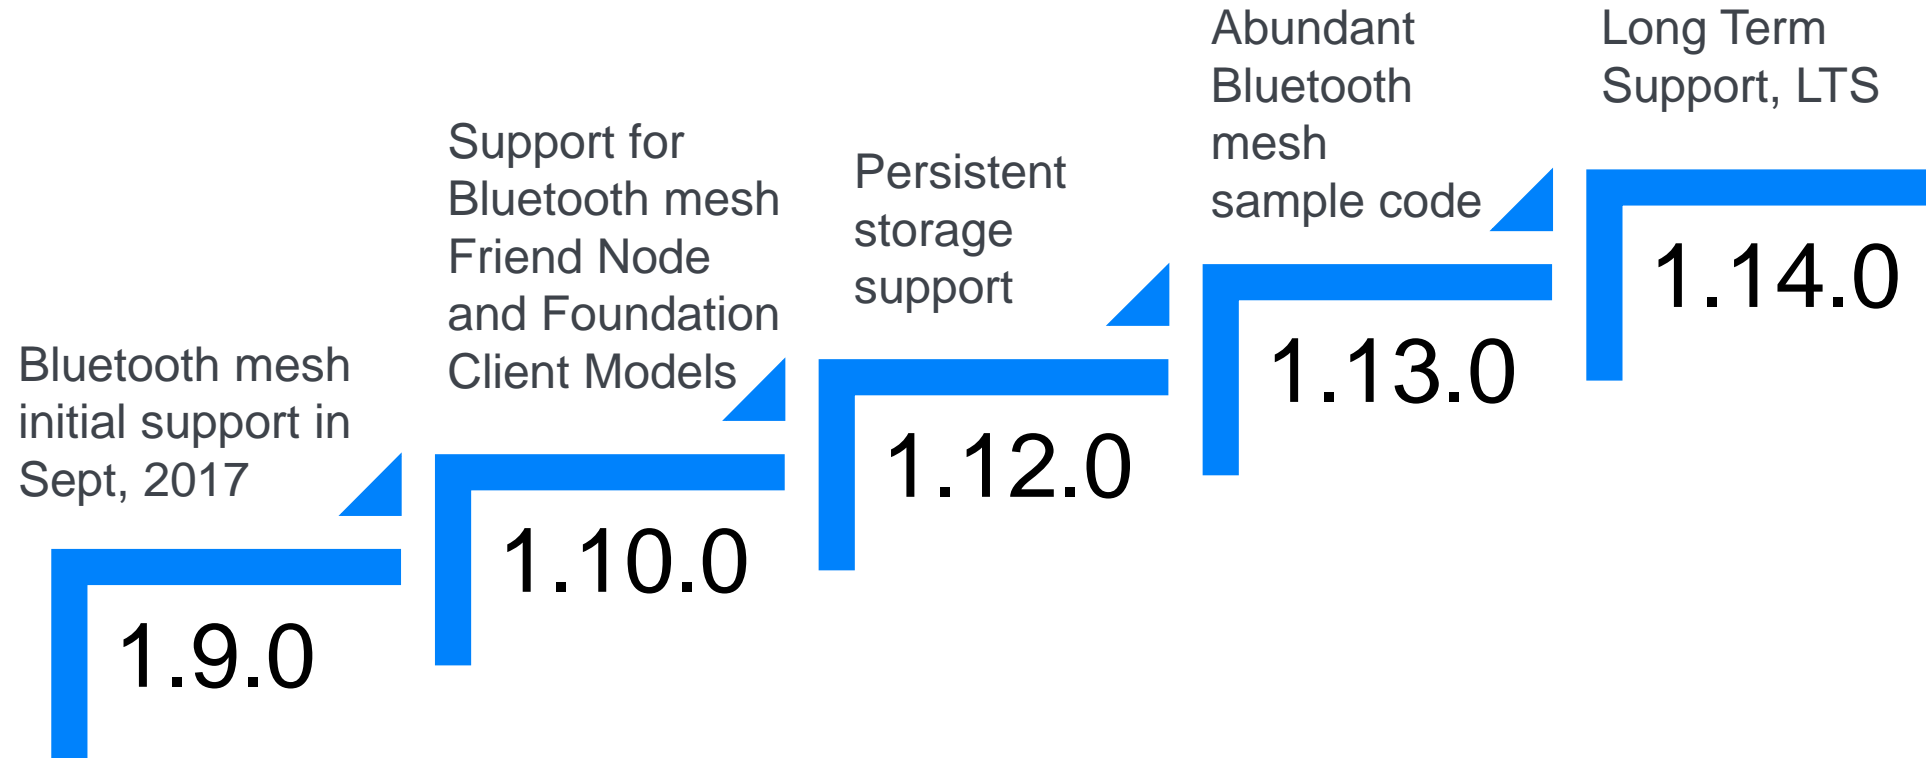 Bluetooth mesh
initial support in
Sept, 2017
1.9.0
Support for
Bluetooth mesh
Friend Node
and Foundation
Client Models
1.10.0
Persistent
storage
support
1.12.0
Abundant
Bluetooth
mesh
sample code
1.13.0
Long Term
Support, LTS
1.14.0